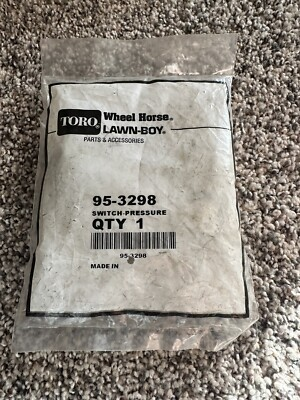 TORO® Wheel Horse®
LAWN-BOY®
PARTS & ACCESSORIES
95-3298
SWITCH-PRESSURE
QTY 1
95-3298
MADE IN